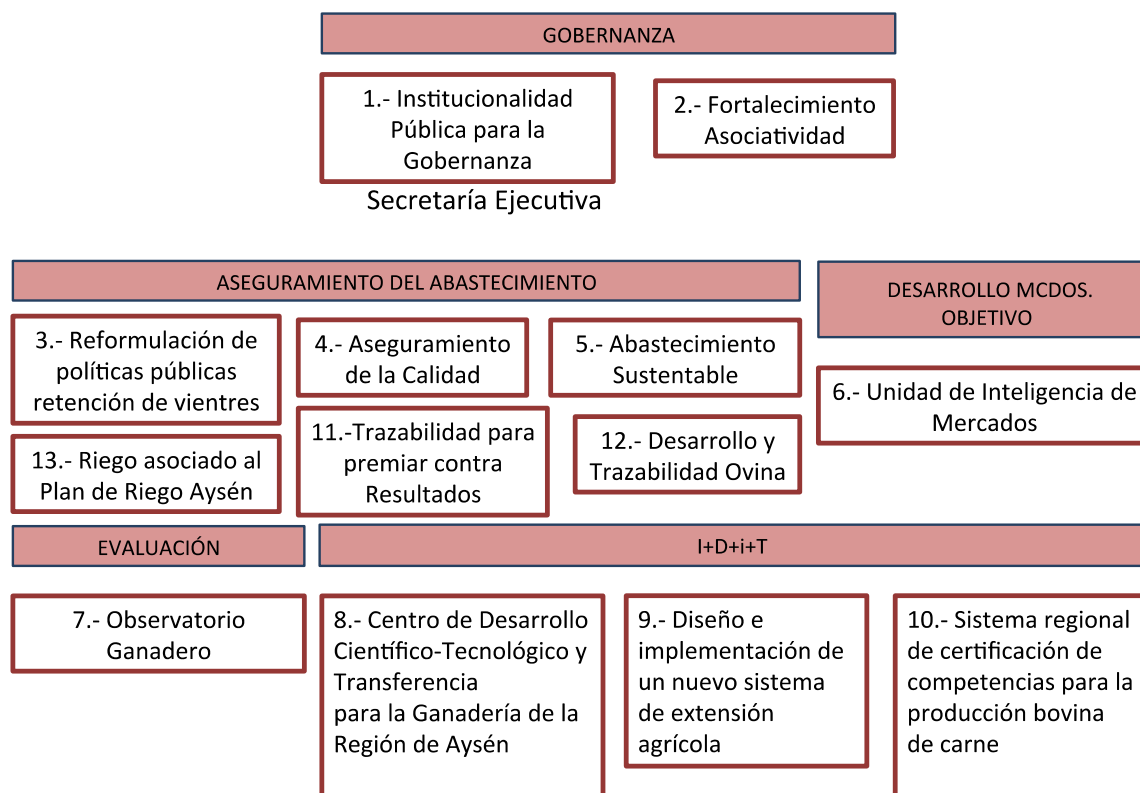 GOBERNANZA
1.- Institucionalidad
Pública para la
Gobernanza
2.- Fortalecimiento
Asociatividad
Secretaría Ejecutiva
ASEGURAMIENTO DEL ABASTECIMIENTO
DESARROLLO MCDOS.
OBJETIVO
3.- Reformulación de
políticas públicas
retención de vientres
4.- Aseguramiento
de la Calidad
5.- Abastecimiento
Sustentable
6.- Unidad de Inteligencia de
Mercados
13.- Riego asociado al
Plan de Riego Aysén
11.-Trazabilidad para
premiar contra
Resultados
12.- Desarrollo y
Trazabilidad Ovina
EVALUACIÓN
I+D+i+T
7.- Observatorio
Ganadero
8.- Centro de Desarrollo
Científico-Tecnológico y
Transferencia
para la Ganadería de la
Región de Aysén
9.- Diseño e
implementación de
un nuevo sistema
de extensión
agrícola
10.- Sistema regional
de certificación de
competencias para la
producción bovina
de carne